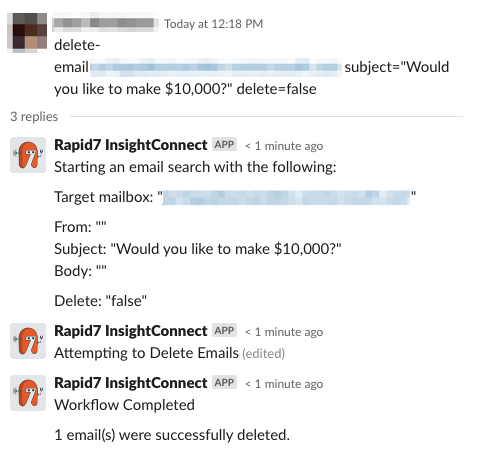 Today at 12:18 PM
delete-
email subject="Would
you like to make $10,000?" delete=false
3 replies
Rapid7 InsightConnect APP < 1 minute ago
Starting an email search with the following:
Target mailbox: ""
From: ""
Subject: "Would you like to make $10,000?"
Body: ""
Delete: "false"
Rapid7 InsightConnect APP < 1 minute ago
Attempting to Delete Emails (edited)
Rapid7 InsightConnect APP < 1 minute ago
Workflow Completed
1 email(s) were successfully deleted.